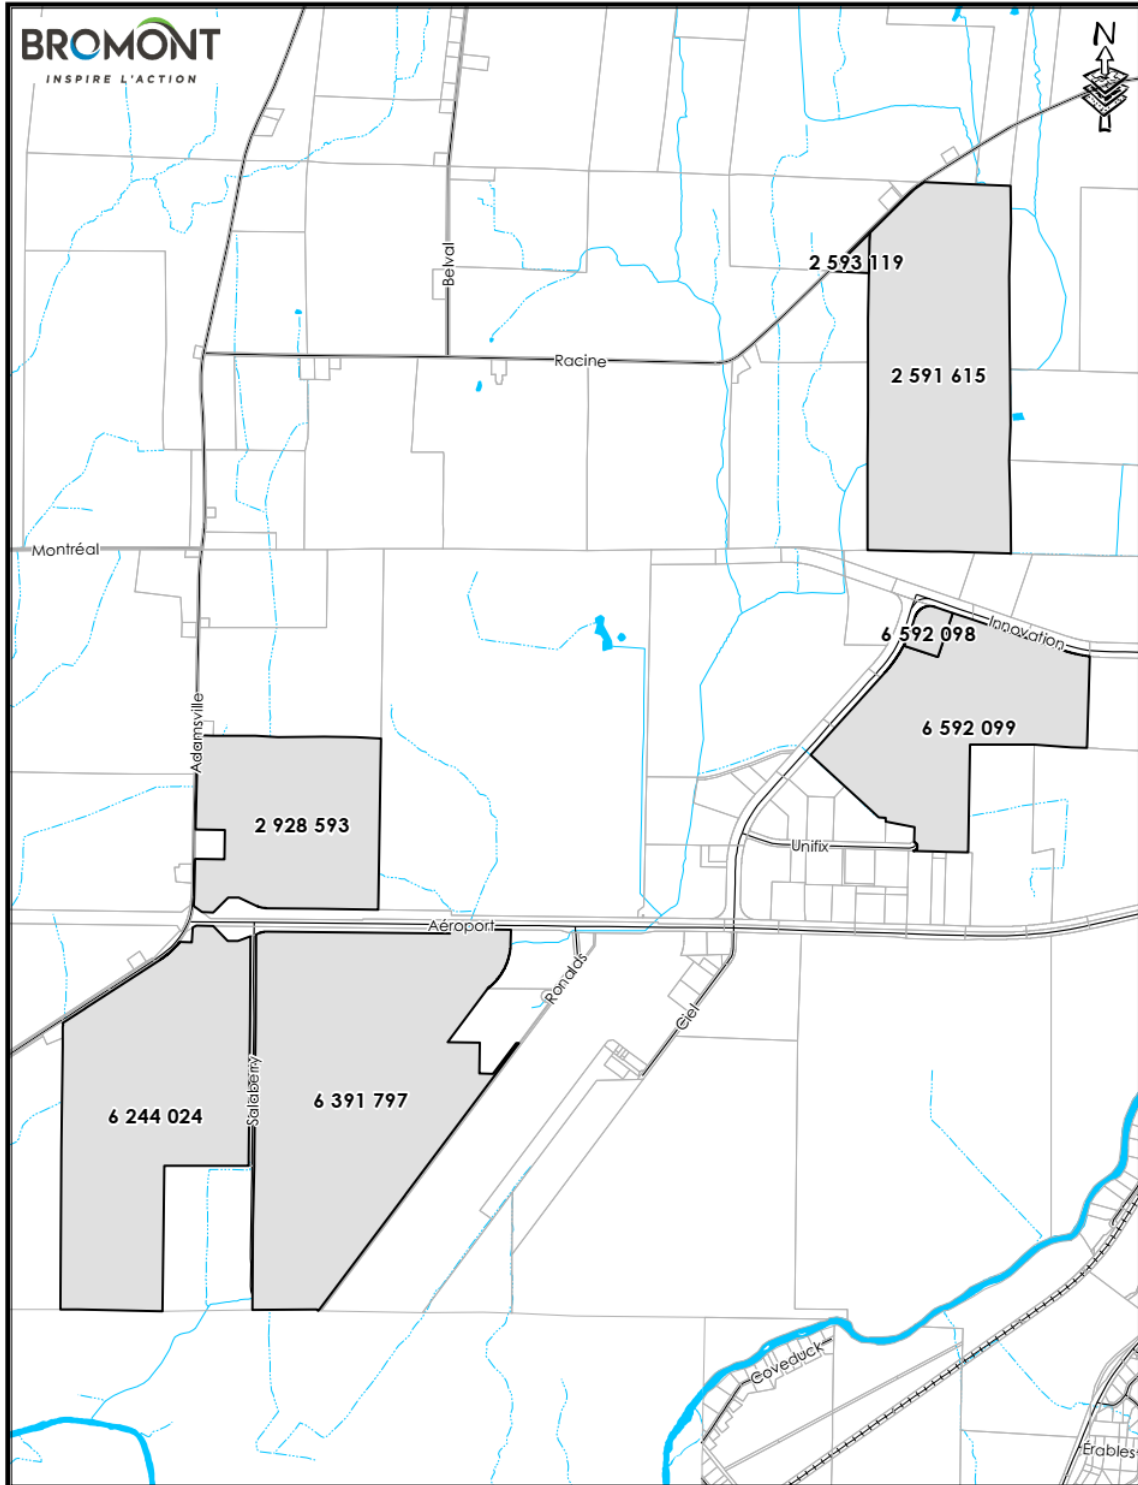 BROMONT
INSPIRE L'ACTION
N
Belval
2 593 119
Racine
2 591 615
Montréal
Innovation
6 592 098
Adamsville
6 592 099
2 928 593
Unifix
Aéroport
Ronalds
Ciel
Salaberry
6 391 797
6 244 024
Coveduck
Érables